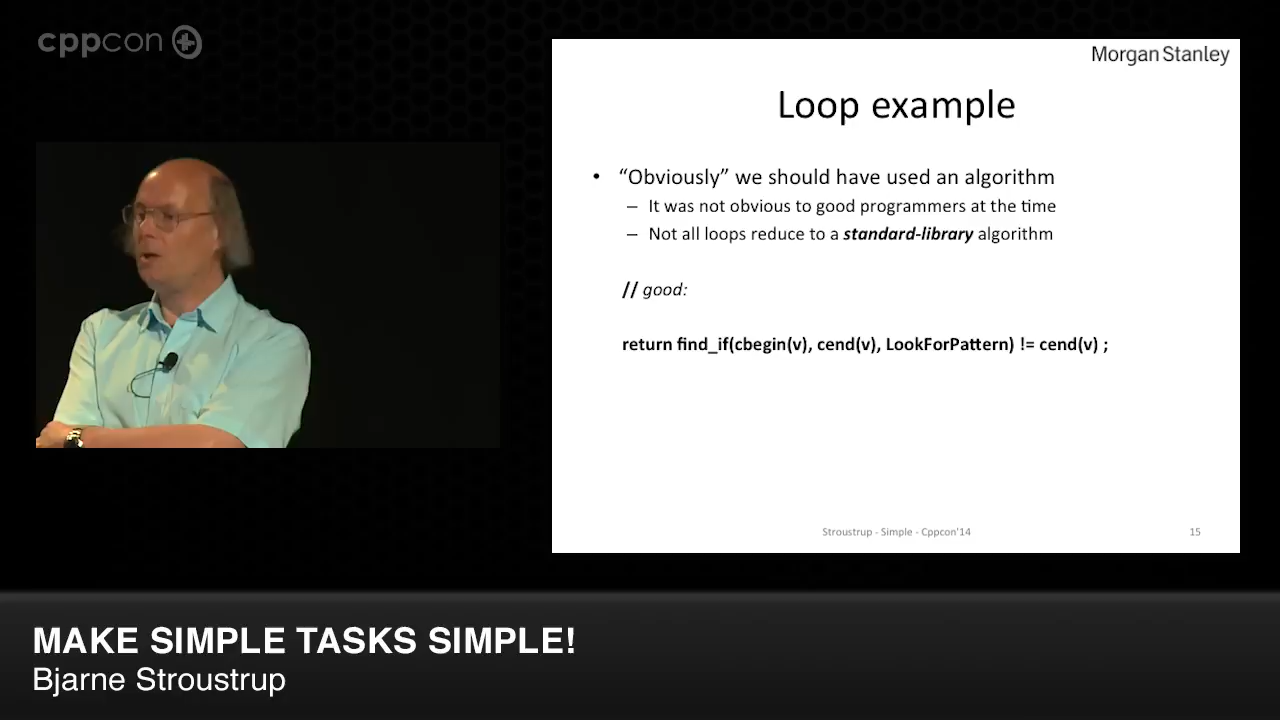 cppcon
Morgan Stanley
Loop example
• “Obviously” we should have used an algorithm
– It was not obvious to good programmers at the time
– Not all loops reduce to a standard-library algorithm
// good:
return find_if(cbegin(v), cend(v), LookForPattern) != cend(v) ;
Stroustrup - Simple - Cppcon'14
15
MAKE SIMPLE TASKS SIMPLE!
Bjarne Stroustrup